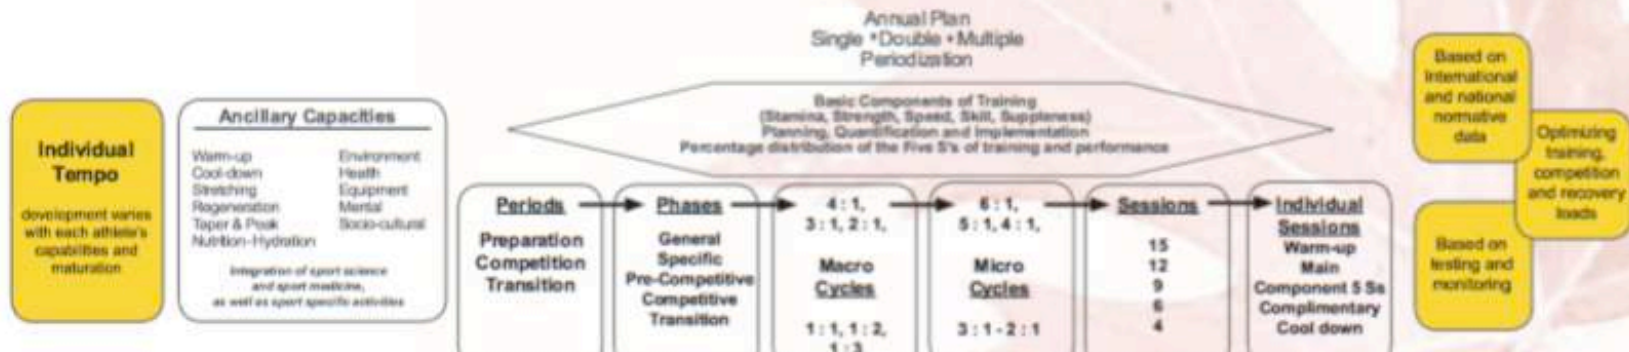 Annual Plan
Single • Double • Multiple
Periodization
Individual
Tempo
development varies
with each athlete's
capabilities and
maturation
Ancillary Capacities
Warm-up
Cool-down
Stretching
Regeneration
Taper & Peak
Nutrition-Hydration
Environment
Health
Equipment
Mental
Socio-cultural
Integration of sport science
and sport medicine,
as well as sport specific activities
Basic Components of Training
(Stamina, Strength, Speed, Skill, Suppleness)
Planning, Quantification and Implementation
Percentage distribution of the Five S's of training and performance
Periods
Preparation
Competition
Transition
Phases
General
Specific
Pre-Competitive
Competitive
Transition
4 : 1,
3 : 1, 2 : 1,
Macro
Cycles
1 : 1, 1 : 2,
1 : 3
6 : 1,
5 : 1, 4 : 1,
Micro
Cycles
3 : 1 - 2 : 1
Sessions
15
12
9
6
4
Individual
Sessions
Warm-up
Main
Component 5 Ss
Complimentary
Cool down
Based on
International
and national
normative
data
Optimizing
training,
competition
and recovery
loads
Based on
testing and
monitoring